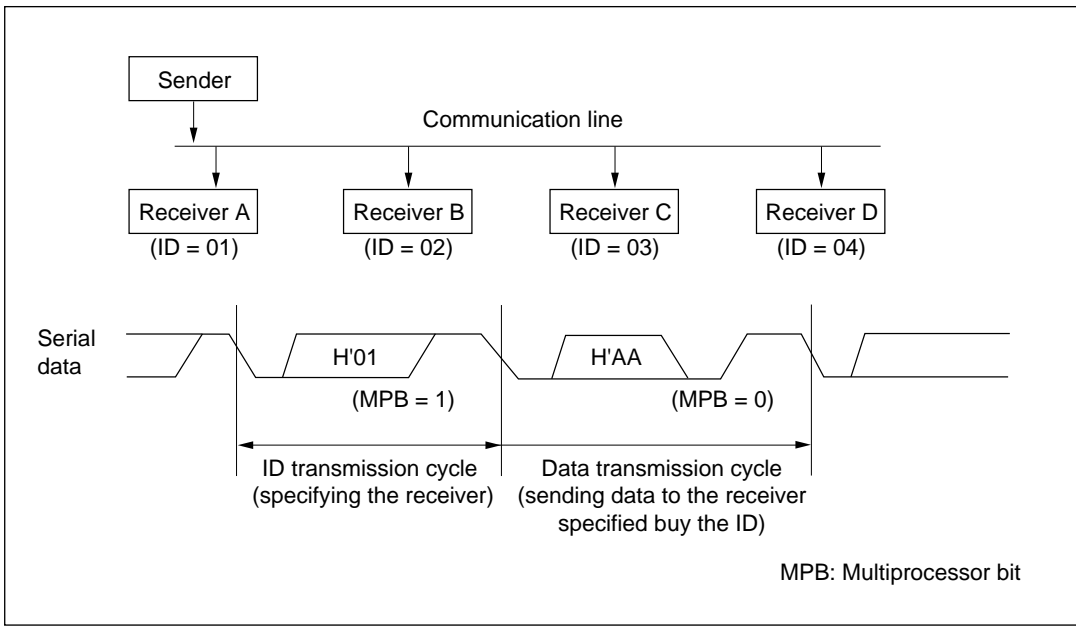 Sender
Communication line
Receiver A
Receiver B
Receiver C
Receiver D
(ID = 01)
(ID = 02)
(ID = 03)
(ID = 04)
Serial
data
H'01
H'AA
(MPB = 1)
(MPB = 0)
ID transmission cycle
(specifying the receiver)
Data transmission cycle
(sending data to the receiver
specified buy the ID)
MPB: Multiprocessor bit